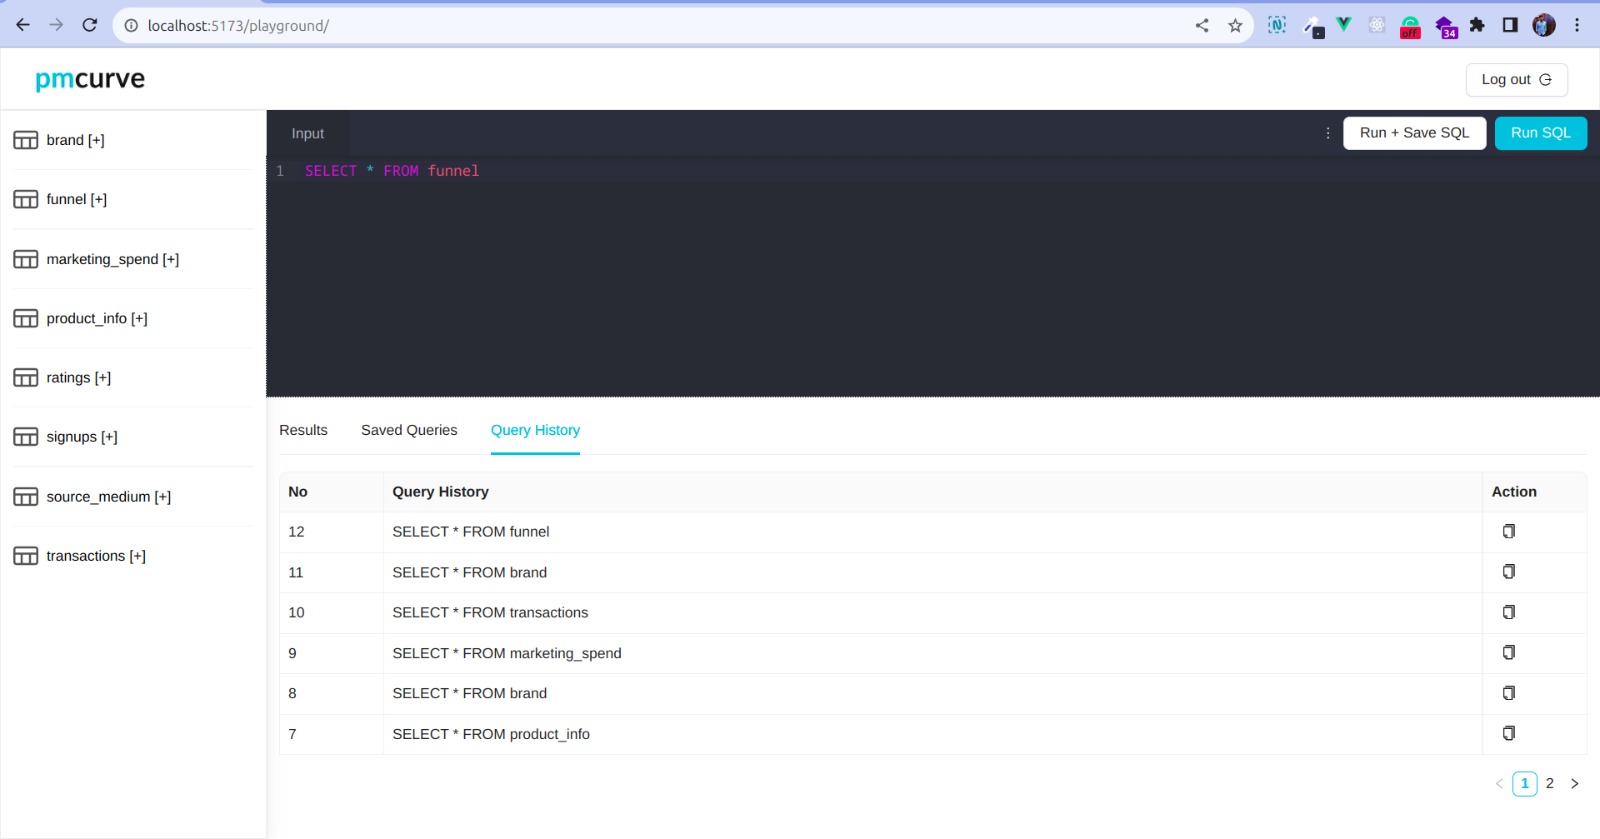 localhost:5173/playground/
off
34
pmcurve
Log out
brand [+]
funnel [+]
marketing_spend [+]
product_info [+]
ratings [+]
signups [+]
source_medium [+]
transactions [+]
Input
Run + Save SQL
Run SQL
1 SELECT * FROM funnel
Results Saved Queries Query History
No Query History Action
12 SELECT * FROM funnel
11 SELECT * FROM brand
10 SELECT * FROM transactions
9 SELECT * FROM marketing_spend
8 SELECT * FROM brand
7 SELECT * FROM product_info
< 1 2 >